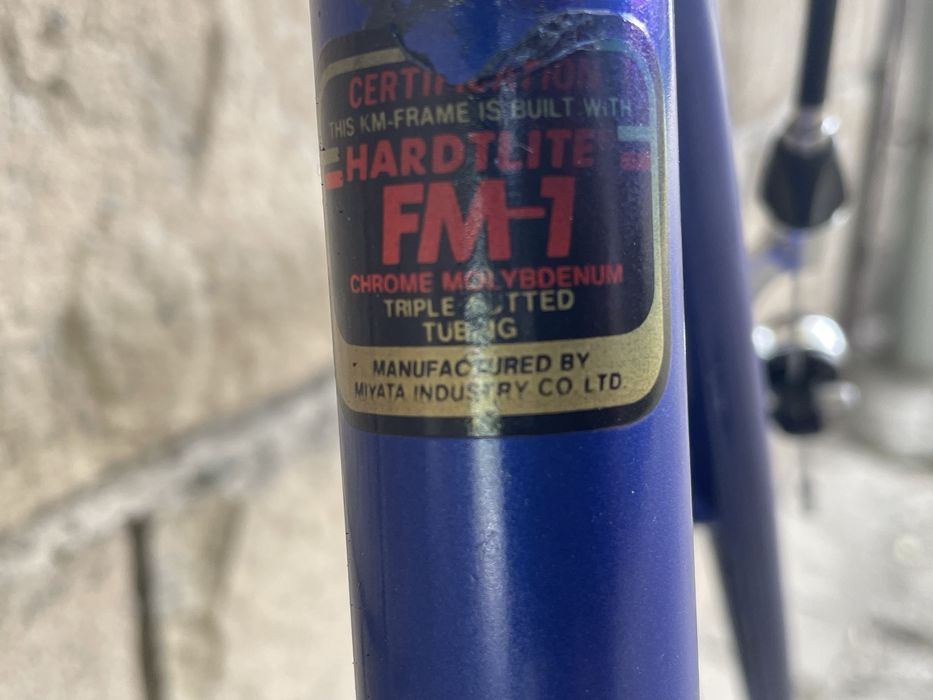 CERTIFICATION
THIS KM-FRAME IS BUILT WITH
HARDTLITE
FM-1
CHROME MOLYBDENUM
TRIPLE BUTTED
TUBING
MANUFACTURED BY
MIYATA INDUSTRY CO. LTD.